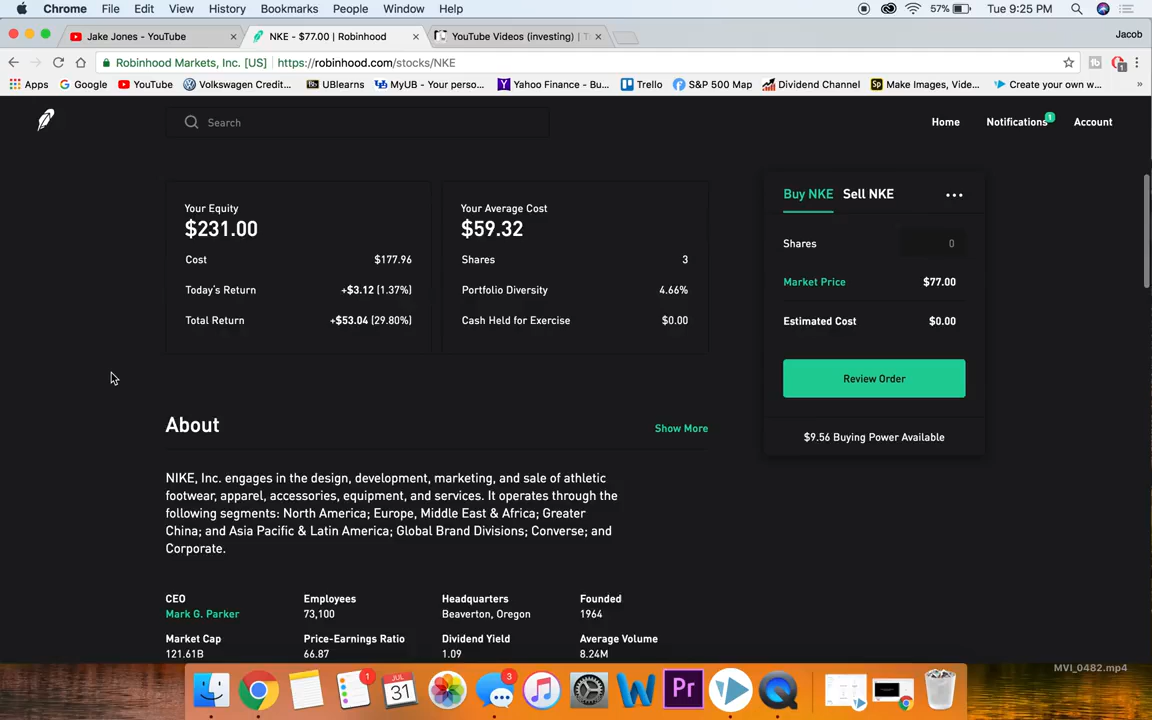 Chrome File Edit View History Bookmarks People Window Help 57% Tue 9:25 PM
Jake Jones - YouTube × NKE - $77.00 | Robinhood × YouTube Videos (investing) | T × Jacob
Robinhood Markets, Inc. [US] https://robinhood.com/stocks/NKE
Apps Google YouTube Volkswagen Credit... UBlearns MyUB - Your perso... Yahoo Finance - Bu... Trello S&P 500 Map Dividend Channel Make Images, Vide... Create your own w... »
Search Home Notifications 1 Account
Your Equity
$231.00
Cost $177.96
Today's Return +$3.12 (1.37%)
Total Return +$53.04 (29.80%)
Your Average Cost
$59.32
Shares 3
Portfolio Diversity 4.66%
Cash Held for Exercise $0.00
Buy NKE Sell NKE
Shares 0
Market Price $77.00
Estimated Cost $0.00
Review Order
$9.56 Buying Power Available
About Show More
NIKE, Inc. engages in the design, development, marketing, and sale of athletic
footwear, apparel, accessories, equipment, and services. It operates through the
following segments: North America; Europe, Middle East & Africa; Greater
China; and Asia Pacific & Latin America; Global Brand Divisions; Converse; and
Corporate.
CEO Employees Headquarters Founded
Mark G. Parker 73,100 Beaverton, Oregon 1964
Market Cap Price-Earnings Ratio Dividend Yield Average Volume
121.61B 66.87 1.09 8.24M
MVI_0482.mp4
1 JUL 31 3 Pr